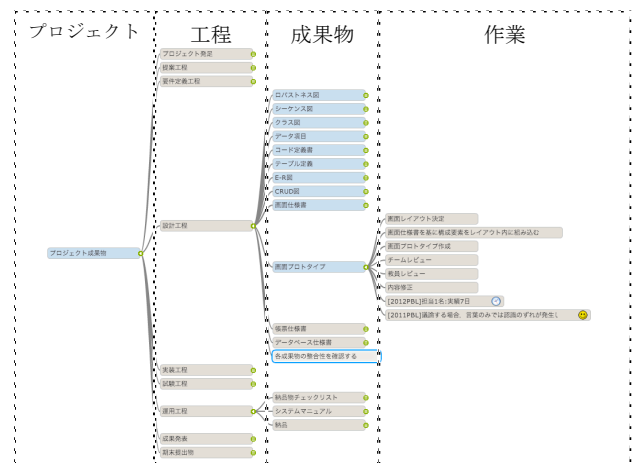 プロジェクト
工程
成果物
作業
プロジェクト成果物
プロジェクト発足
提案工程
要件定義工程
設計工程
実装工程
試験工程
運用工程
成果発表
期末提出物
ロバストネス図
シーケンス図
クラス図
データ項目
コード定義書
テーブル定義
E-R図
CRUD図
画面仕様書
画面プロトタイプ
帳票仕様書
データベース仕様書
各成果物の整合性を確認する
納品物チェックリスト
システムマニュアル
納品
画面レイアウト決定
画面仕様書を基に構成要素をレイアウト内に組み込む
画面プロトタイプ作成
チームレビュー
教員レビュー
内容修正
[2012PBL]担当1名:実績7日
[2011PBL]議論する場合，言葉のみでは認識のずれが発生し